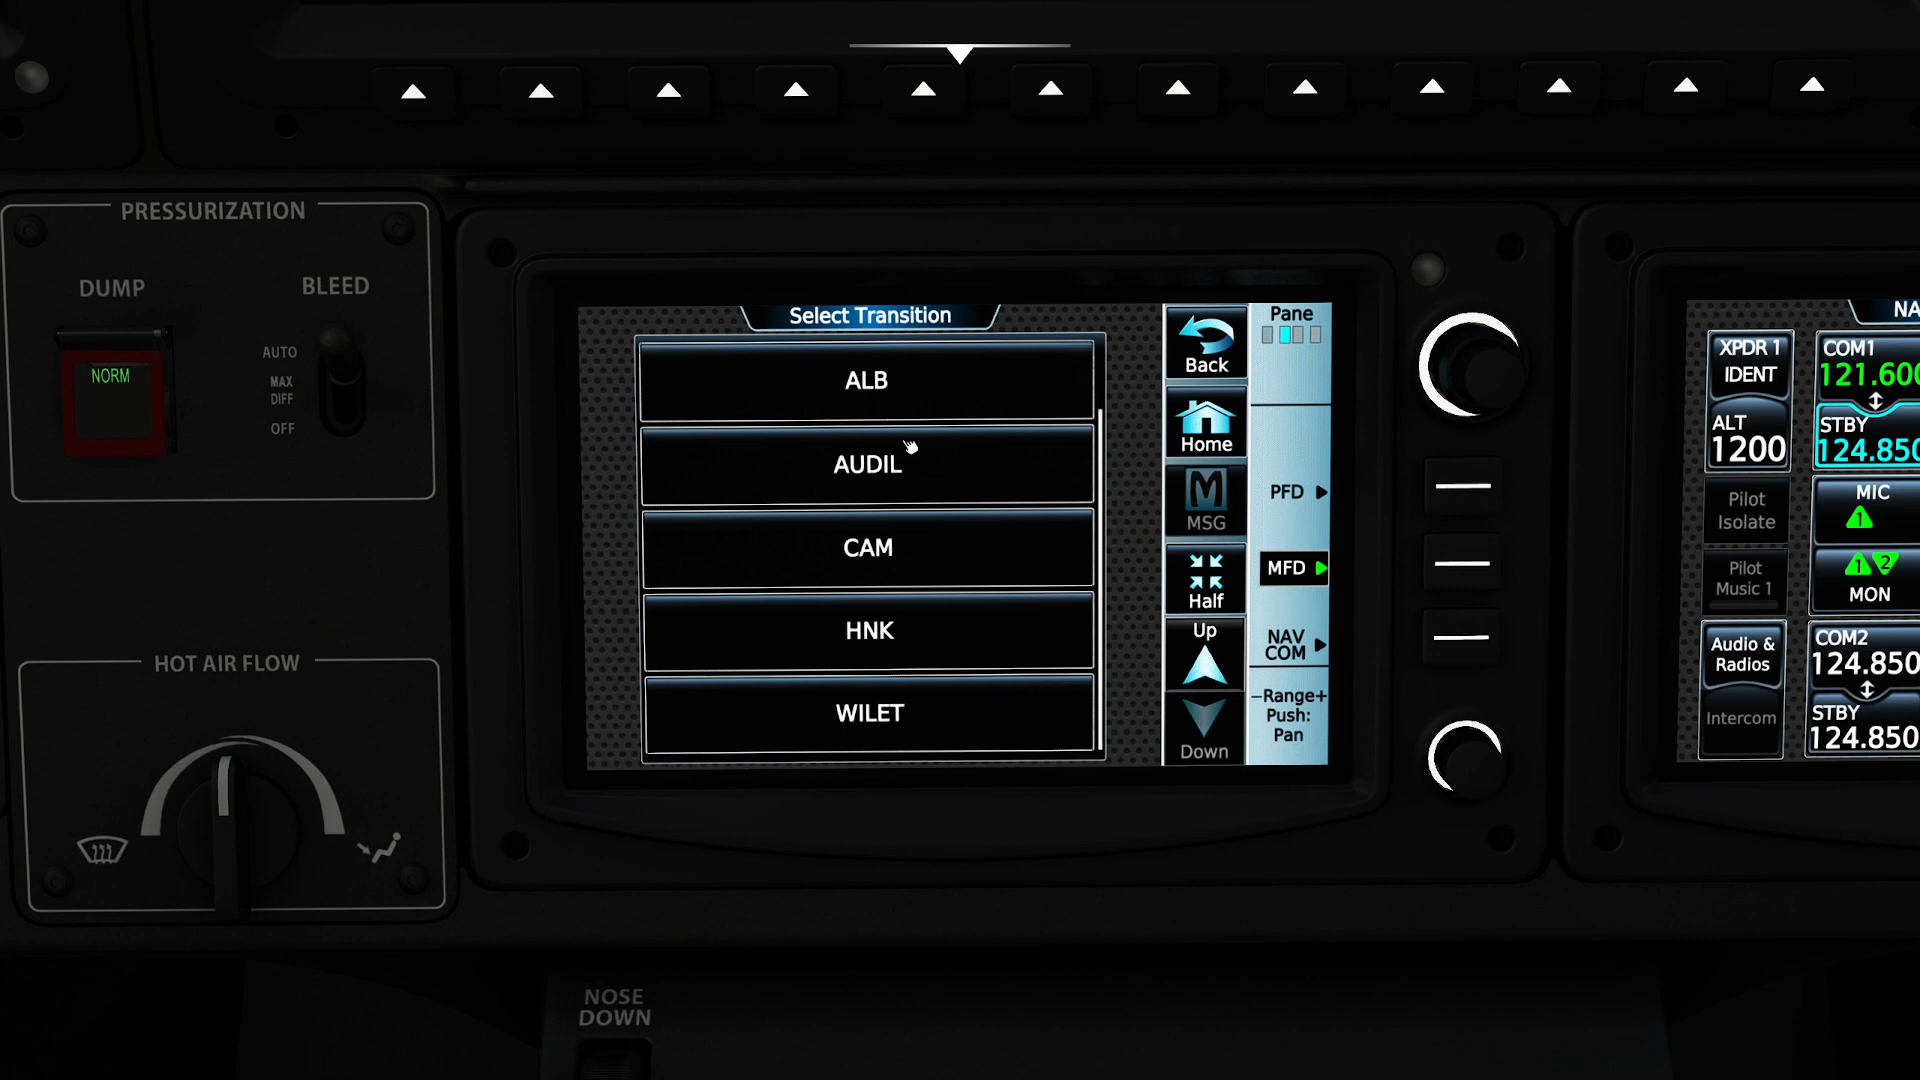 PRESSURIZATION
DUMP
BLEED
NORM
AUTO
MAX
DIFF
OFF
HOT AIR FLOW
Select Transition
ALB
AUDIL
CAM
HNK
WILET
Back
Home
MSG
Half
Up
Down
Pane
PFD
MFD
NAV
COM
−Range+
Push:
Pan
NA
XPDR 1
IDENT
ALT
1200
Pilot
Isolate
Pilot
Music 1
Audio &
Radios
Intercom
COM1
121.600
STBY
124.850
MIC
1
1 2
MON
COM2
124.850
STBY
124.850
NOSE
DOWN